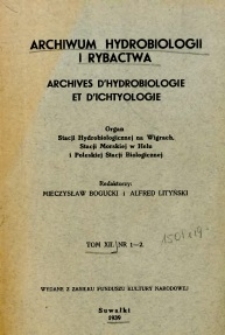 ARCHIWUM HYDROBIOLOGII
I RYBACTWA
ARCHIVES D'HYDROBIOLOGIE
ET D'ICHTYOLOGIE
Organ
Stacji Hydrobiologicznej na Wigrach,
Stacji Morskiej w Helu
i Poleskiej Stacji Biologicznej
Redaktorzy:
MIECZYSŁAW BOGUCKI i ALFRED LITYŃSKI
TOM XII NR 1–2.
WYDANE Z ZASIŁKU FUNDUSZU KULTURY NARODOWEJ
Suwałki
1939